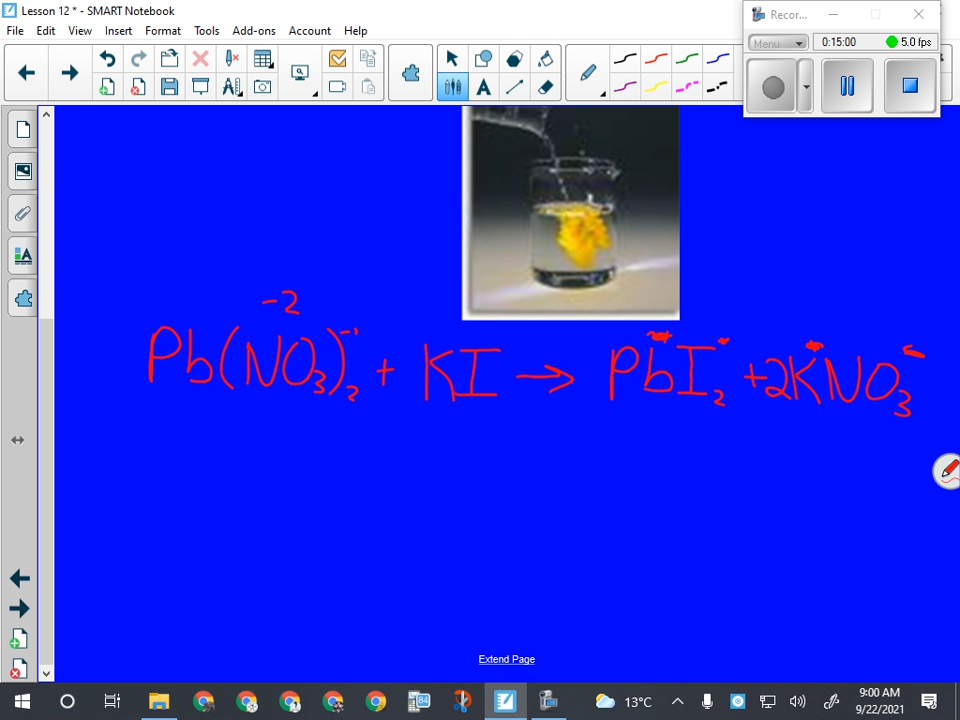 Lesson 12 * - SMART Notebook
Recor...
File Edit View Insert Format Tools Add-ons Account Help
Menu 0:15:00 5.0 fps
-2
Pb(NO₃)₂⁻¹ + KI → PbI₂ + 2KNO₃
Extend Page
13°C
9:00 AM
9/22/2021